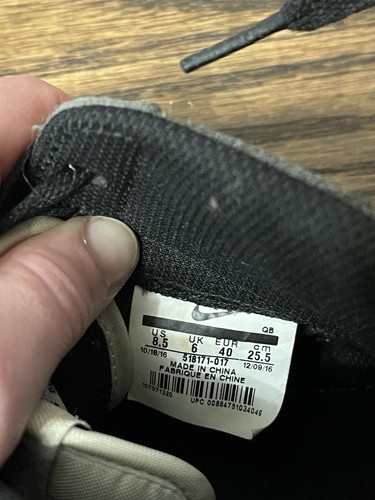 QB
US UK EUR cm
8.5 6 40 25.5
10/18/16 518171-017 12/09/16
MADE IN CHINA
FABRIQUE EN CHINE
UPC 00884751034049